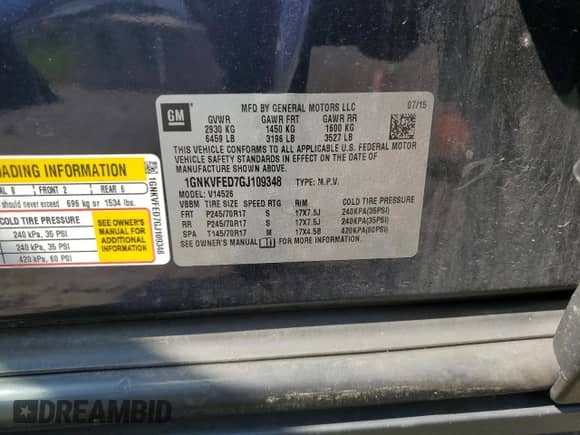 GM
MFD BY GENERAL MOTORS LLC 07/15
GVWR GAWR FRT GAWR RR
2930 KG 1450 KG 1600 KG
6459 LB 3196 LB 3527 LB
THIS VEHICLE CONFORMS TO ALL APPLICABLE U.S. FEDERAL MOTOR
VEHICLE SAFETY STANDARDS IN EFFECT ON THE DATE OF
MANUFACTURE SHOWN ABOVE.
1GNKVFED7GJ109348 TYPE: M.P.V.
MODEL: V14526
VBBM TIRE SIZE SPEED RTG RIM COLD TIRE PRESSURE
FRT P245/70R17 S 17X7.5J 240KPA(35PSI)
RR P245/70R17 S 17X7.5J 240KPA(35PSI)
SPA T145/70R17 M 17X4.5B 420KPA(60PSI)
SEE OWNER'S MANUAL FOR MORE INFORMATION.
OADING INFORMATION
FRONT 2 REAR 6
should never exceed 696 kg or 1534 lbs.
COLD TIRE PRESSURE
240 kPa, 35 PSI
240 kPa, 35 PSI
420 kPa, 60 PSI
SEE OWNER'S
MANUAL FOR
ADDITIONAL
INFORMATION
1GNKVFED7GJ109348
DREAMBID